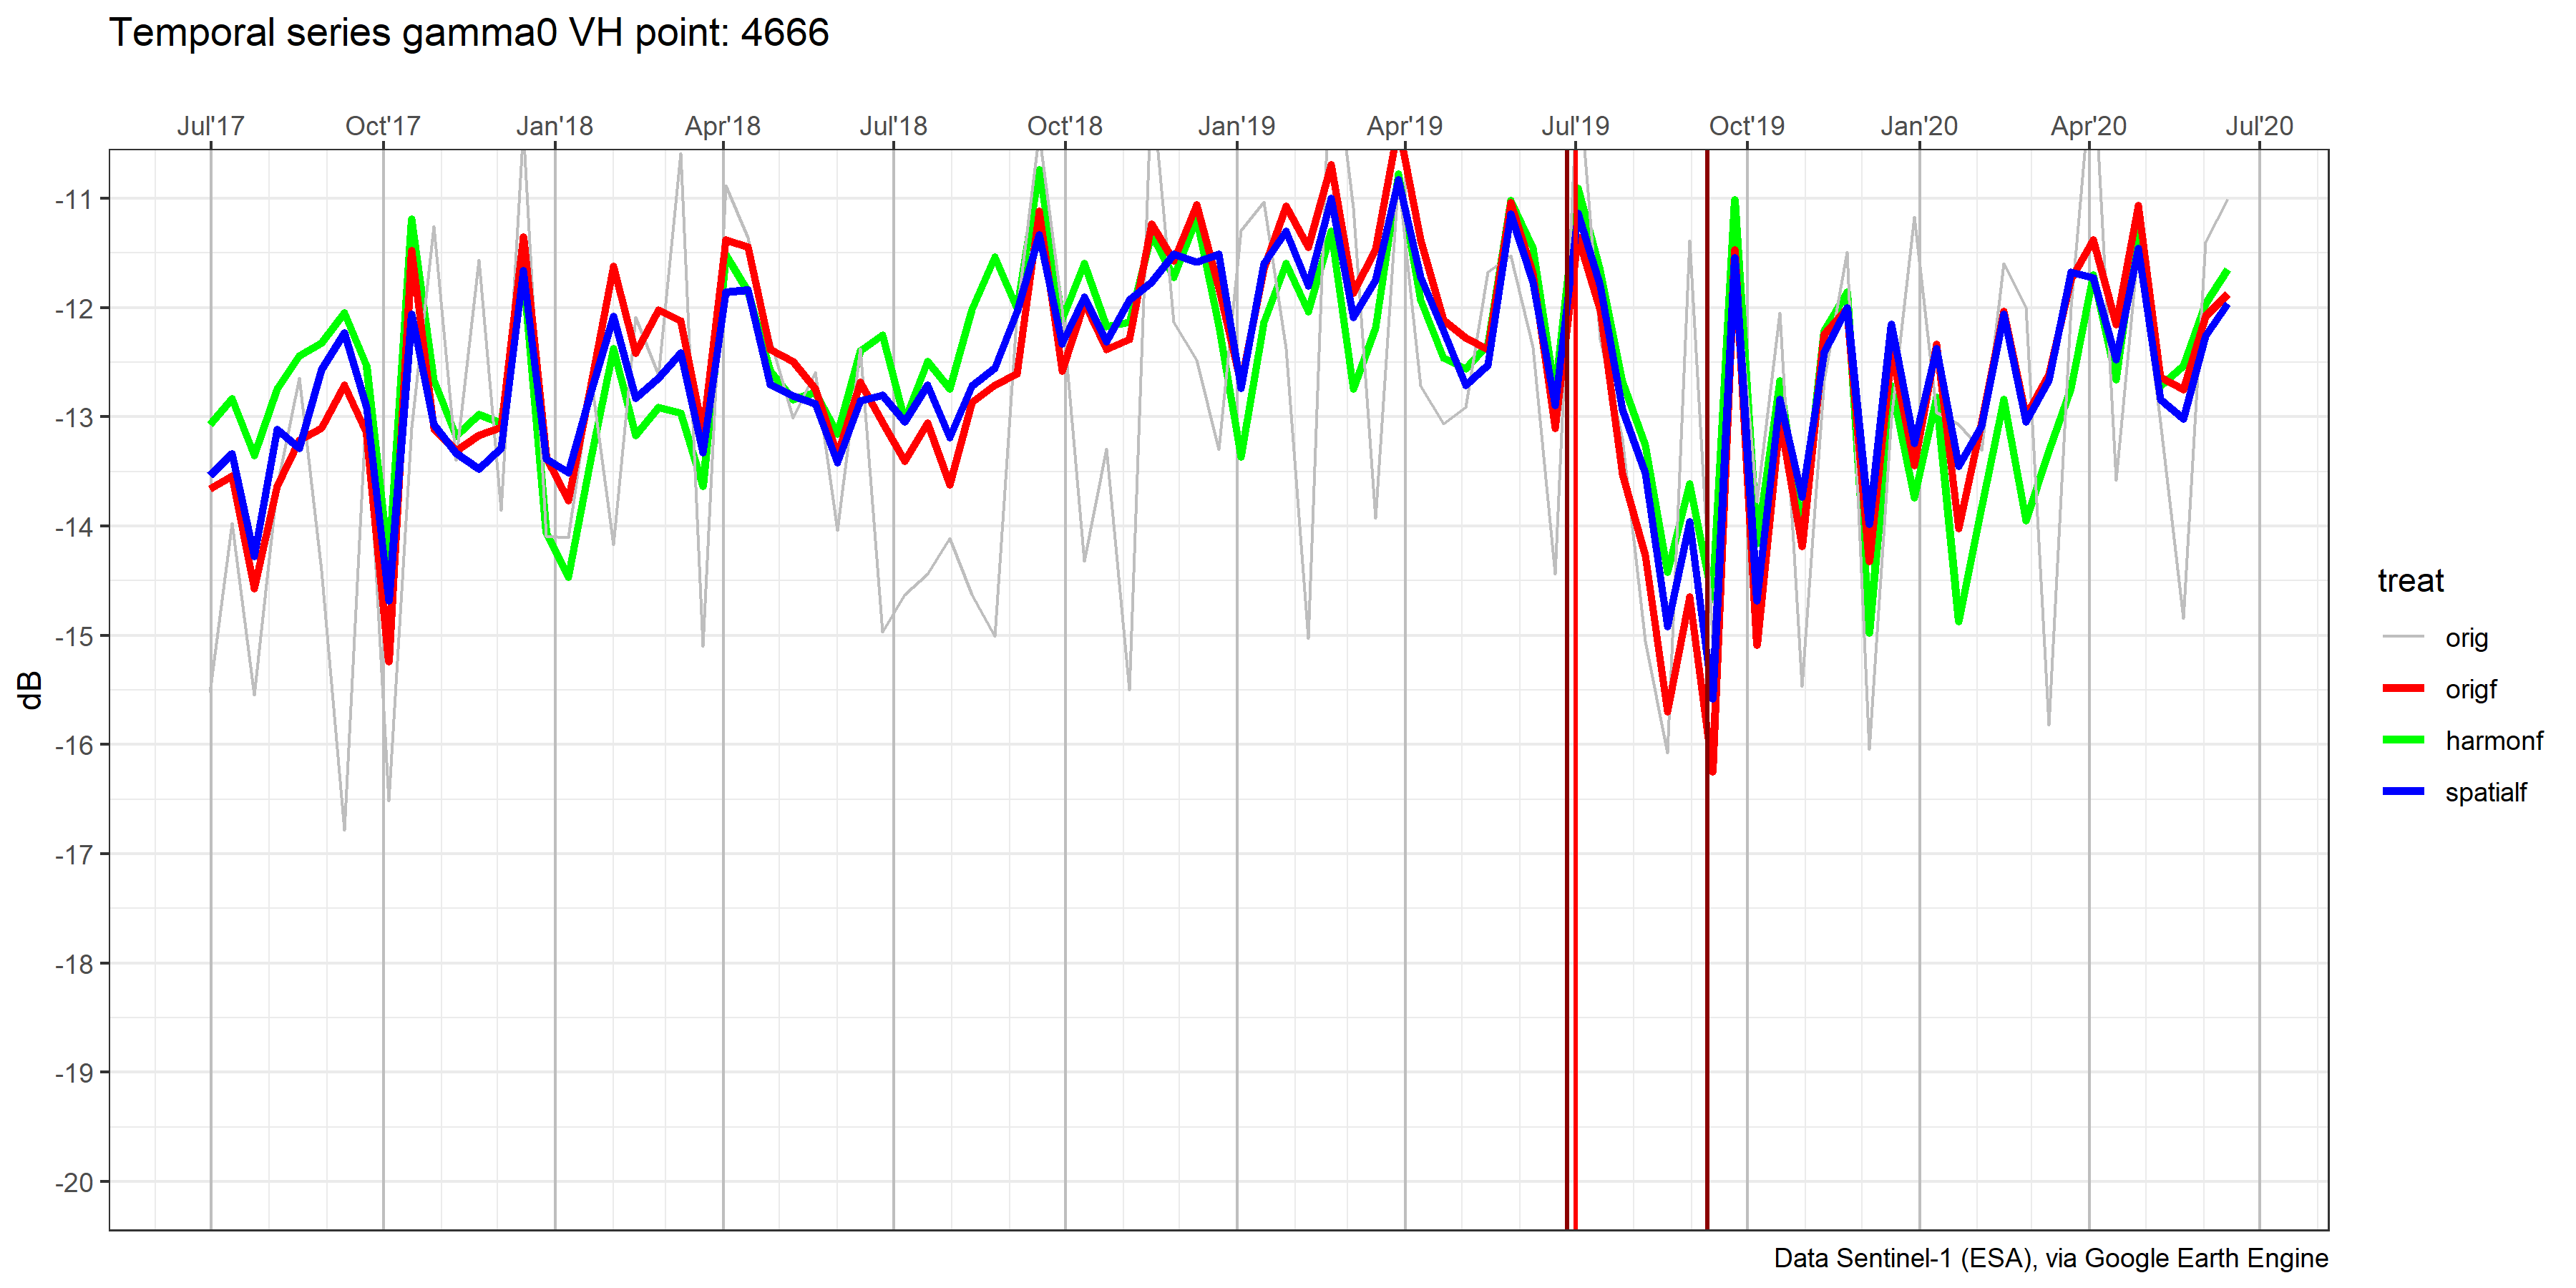 Temporal series gamma0 VH point: 4666
Jul'17 Oct'17 Jan'18 Apr'18 Jul'18 Oct'18 Jan'19 Apr'19 Jul'19 Oct'19 Jan'20 Apr'20 Jul'20
-11
-12
-13
-14
-15
-16
-17
-18
-19
-20
dB
treat
orig
origf
harmonf
spatialf
Data Sentinel-1 (ESA), via Google Earth Engine